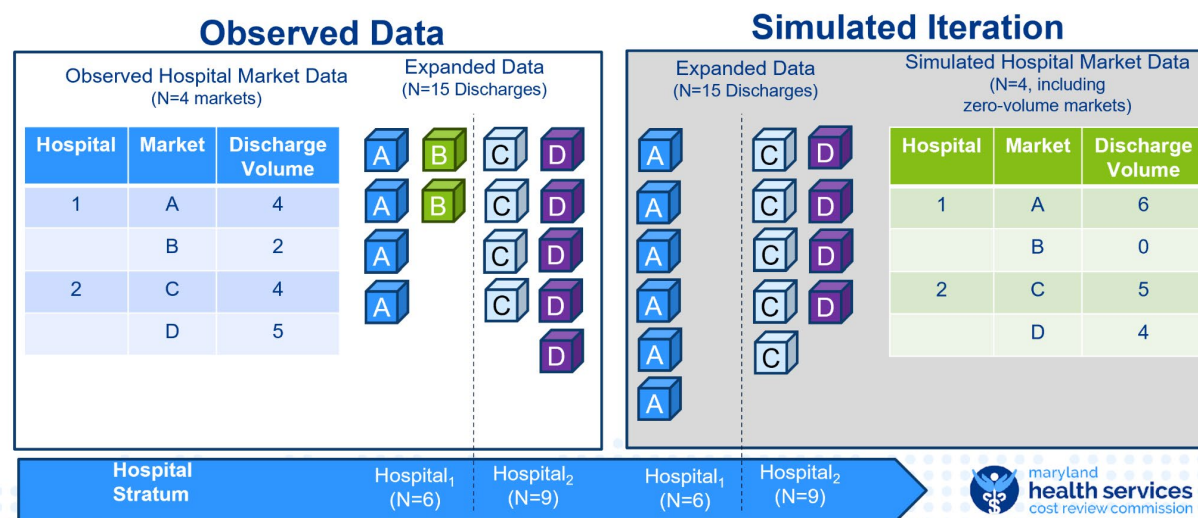 Observed Data
Observed Hospital Market Data
(N=4 markets)
Hospital Market Discharge Volume
1 A 4
B 2
2 C 4
D 5
Expanded Data
(N=15 Discharges)
A B C D
A B C D
A C D
A C D
D
Simulated Iteration
Expanded Data
(N=15 Discharges)
A C D
A C D
A C D
A C D
A C
A
Simulated Hospital Market Data
(N=4, including
zero-volume markets)
Hospital Market Discharge Volume
1 A 6
B 0
2 C 5
D 4
Hospital
Stratum
Hospital₁
(N=6)
Hospital₂
(N=9)
Hospital₁
(N=6)
Hospital₂
(N=9)
maryland
health services
cost review commission